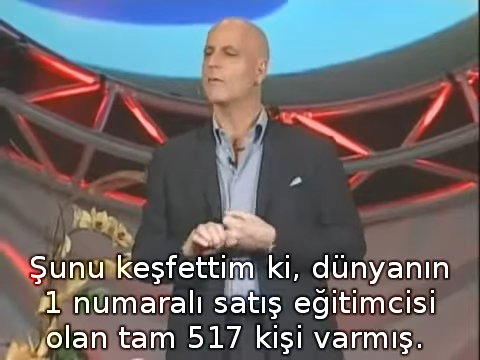 Şunu keşfettim ki, dünyanın
1 numaralı satış eğitimcisi
olan tam 517 kişi varmış.